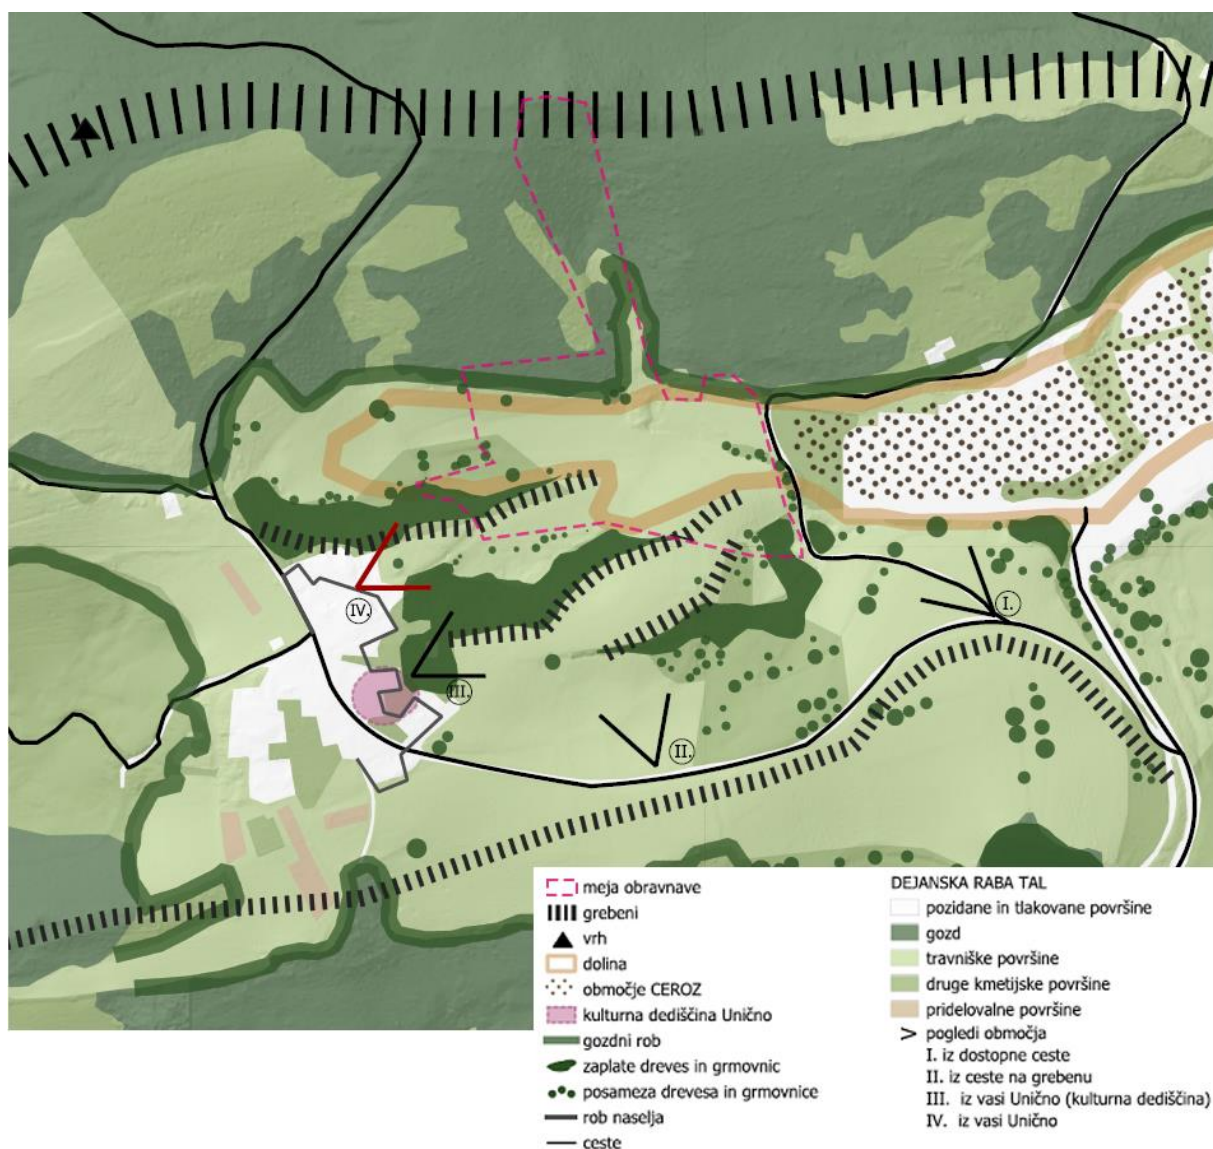 I.
IV.
III.
II.
meja obravnave
grebeni
vrh
dolina
območje CEROZ
kulturna dediščina Unično
gozdni rob
zaplate dreves in grmovnic
posameza drevesa in grmovnice
rob naselja
ceste
DEJANSKA RABA TAL
pozidane in tlakovane površine
gozd
travniške površine
druge kmetijske površine
pridelovalne površine
pogledi območja
I. iz dostopne ceste
II. iz ceste na grebenu
III. iz vasi Unično (kulturna dediščina)
IV. iz vasi Unično